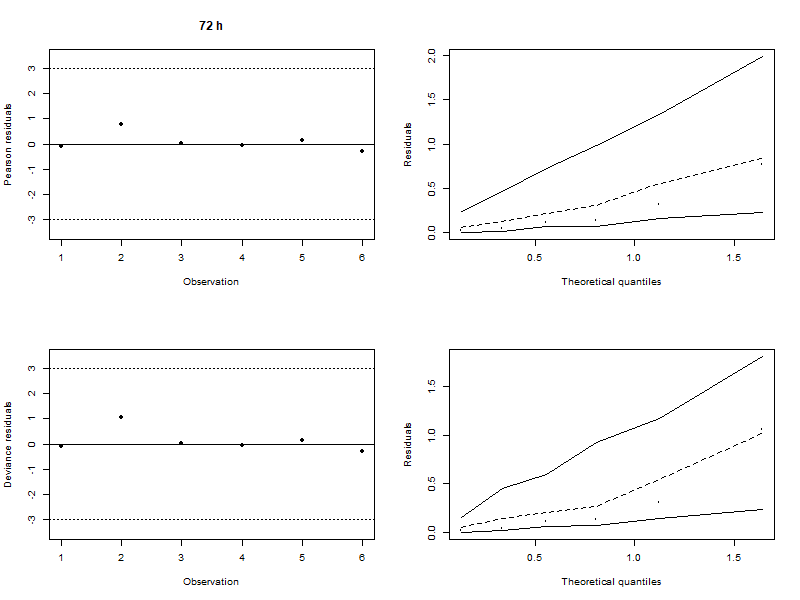 72 h
Pearson residuals
3
2
1
0
-1
-2
-3
1 2 3 4 5 6
Observation
Residuals
2.0
1.5
1.0
0.5
0.0
0.5 1.0 1.5
Theoretical quantiles
Deviance residuals
3
2
1
0
-1
-2
-3
1 2 3 4 5 6
Observation
Residuals
1.5
1.0
0.5
0.0
0.5 1.0 1.5
Theoretical quantiles